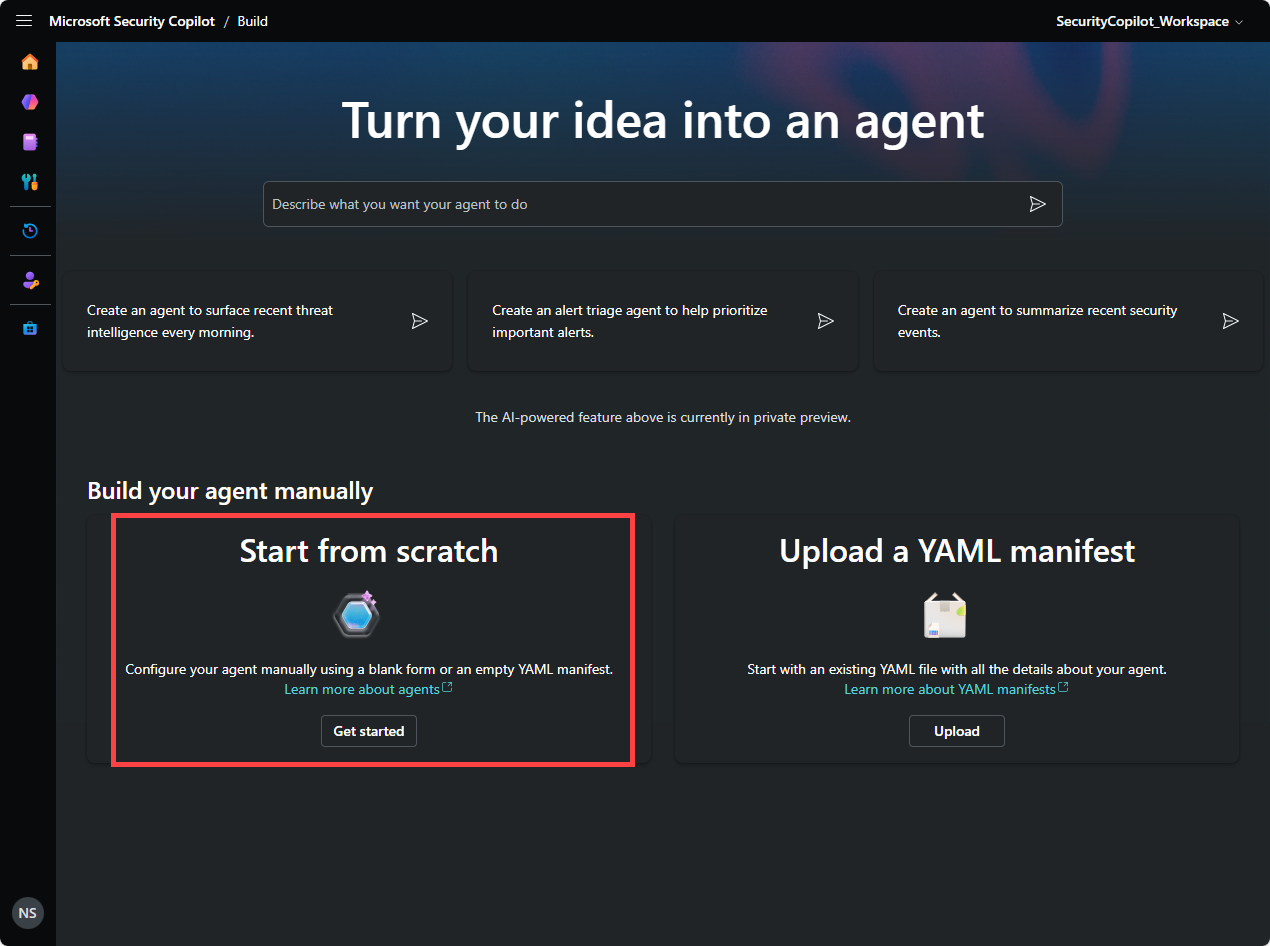 Microsoft Security Copilot / Build
SecurityCopilot_Workspace
Turn your idea into an agent
Describe what you want your agent to do
Create an agent to surface recent threat
intelligence every morning.
Create an alert triage agent to help prioritize
important alerts.
Create an agent to summarize recent security
events.
The AI-powered feature above is currently in private preview.
Build your agent manually
Start from scratch
Configure your agent manually using a blank form or an empty YAML manifest.
Learn more about agents
Get started
Upload a YAML manifest
Start with an existing YAML file with all the details about your agent.
Learn more about YAML manifests
Upload
NS